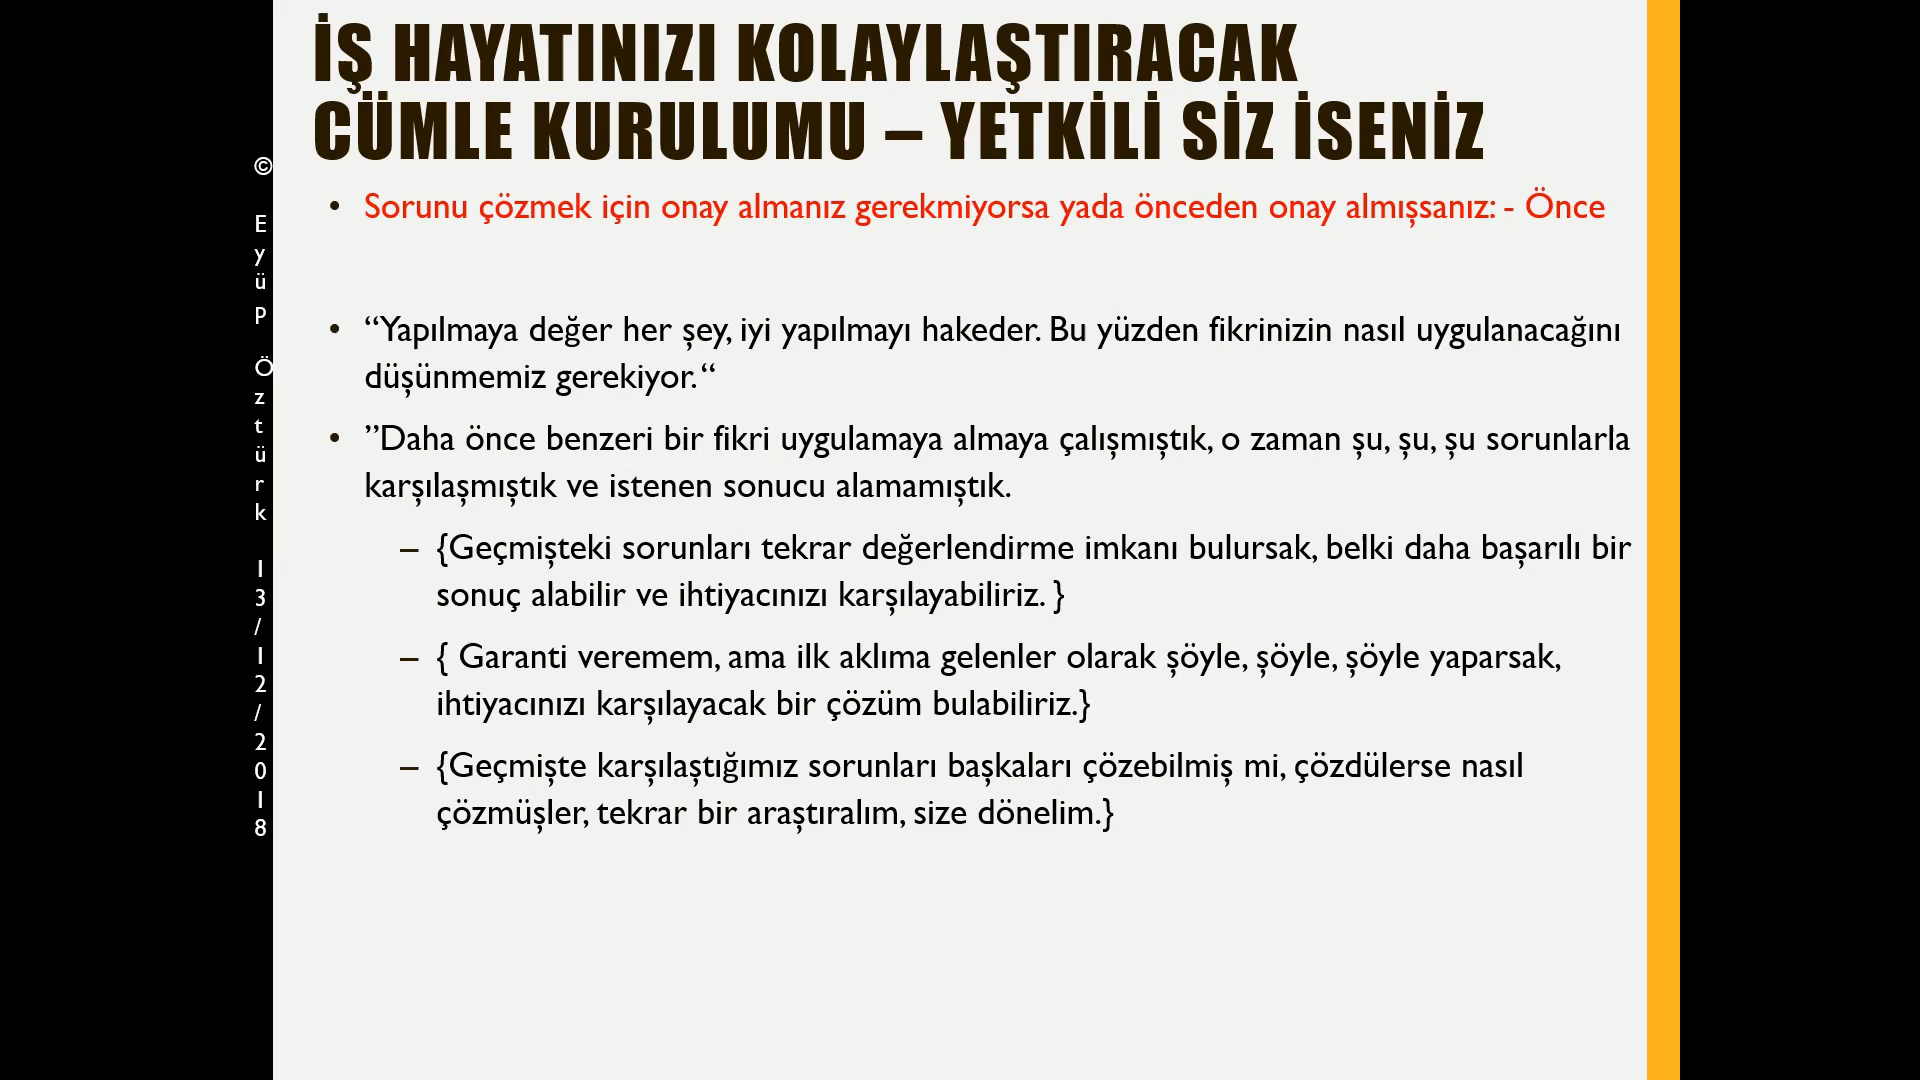 İŞ HAYATINIZI KOLAYLAŞTIRACAK
CÜMLE KURULUMU – YETKİLİ SİZ İSENİZ
• Sorunu çözmek için onay almanız gerekmiyorsa yada önceden onay almışsanız: - Önce
• “Yapılmaya değer her şey, iyi yapılmayı hakeder. Bu yüzden fikrinizin nasıl uygulanacağını
düşünmemiz gerekiyor.“
• ”Daha önce benzeri bir fikri uygulamaya almaya çalışmıştık, o zaman şu, şu, şu sorunlarla
karşılaşmıştık ve istenen sonucu alamamıştık.
– {Geçmişteki sorunları tekrar değerlendirme imkanı bulursak, belki daha başarılı bir
sonuç alabilir ve ihtiyacınızı karşılayabiliriz. }
– { Garanti veremem, ama ilk aklıma gelenler olarak şöyle, şöyle, şöyle yaparsak,
ihtiyacınızı karşılayacak bir çözüm bulabiliriz.}
– {Geçmişte karşılaştığımız sorunları başkaları çözebilmiş mi, çözdülerse nasıl
çözmüşler, tekrar bir araştıralım, size dönelim.}
© Eyüp Öztürk 13/12/2018